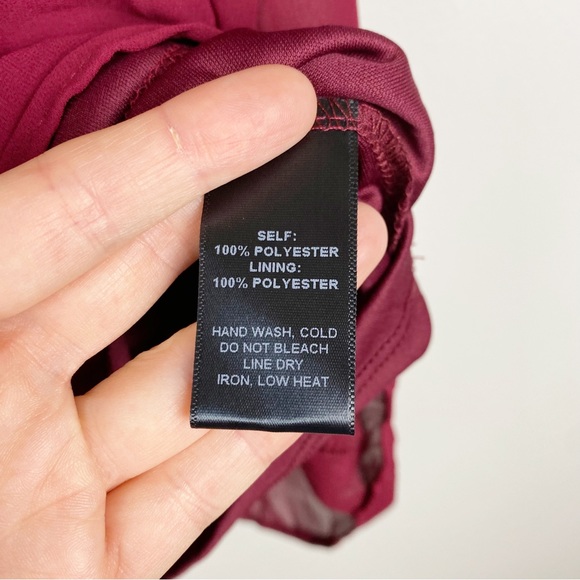 SELF:
100% POLYESTER
LINING:
100% POLYESTER
HAND WASH, COLD
DO NOT BLEACH
LINE DRY
IRON, LOW HEAT